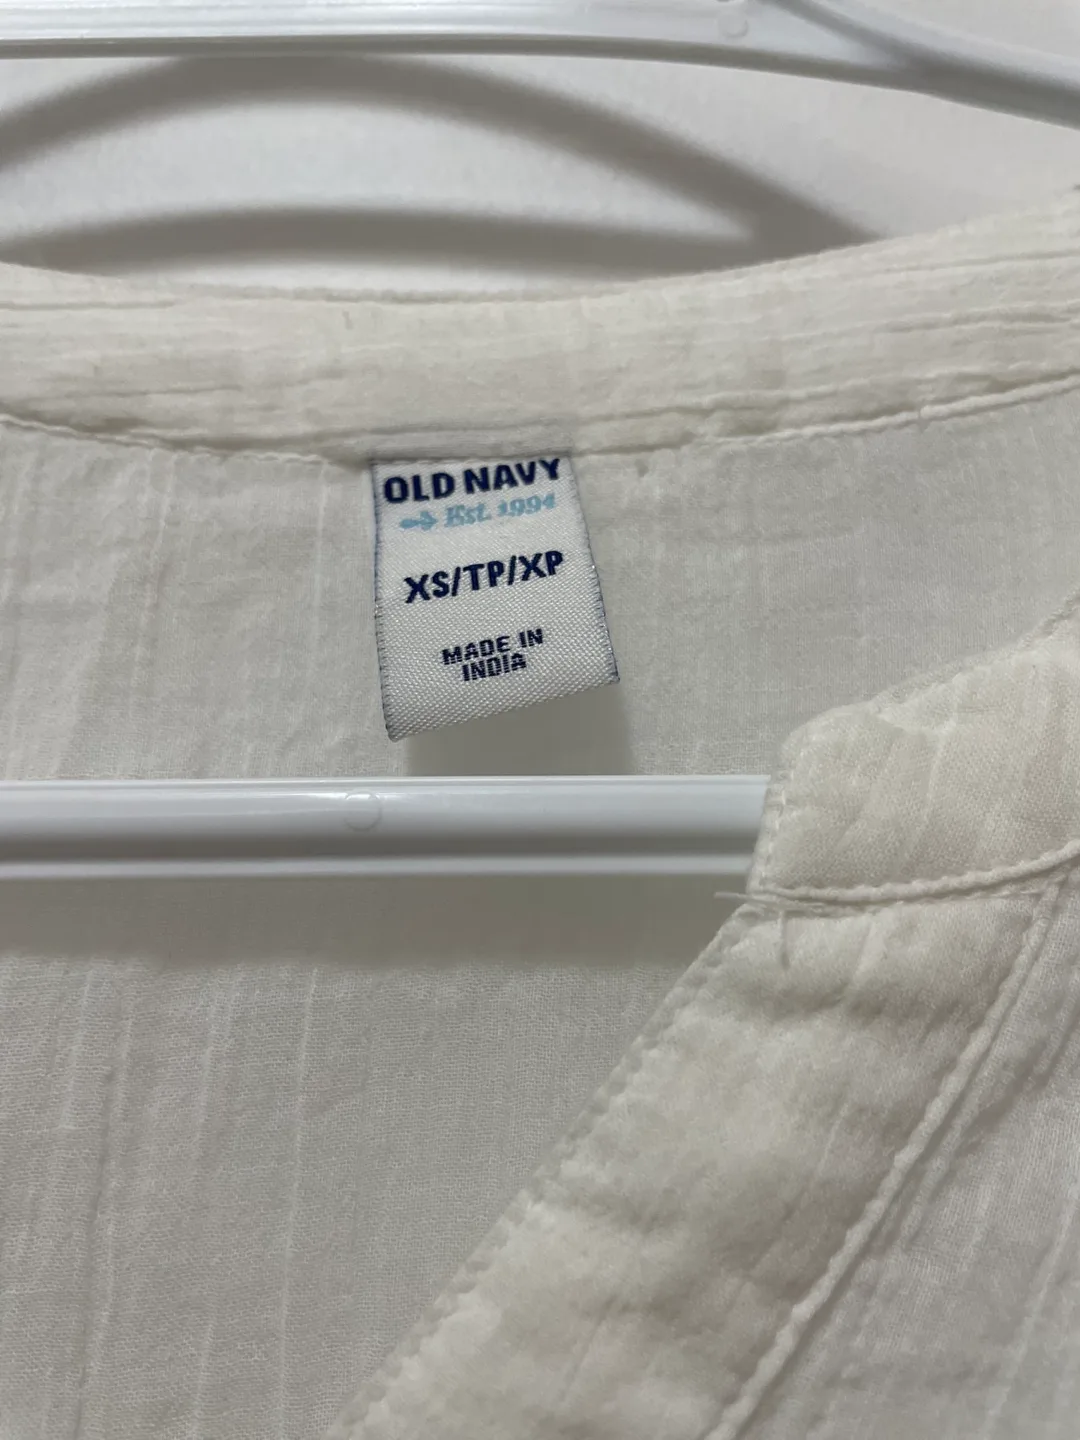 OLD NAVY
Est. 1994
XS/TP/XP
MADE IN
INDIA